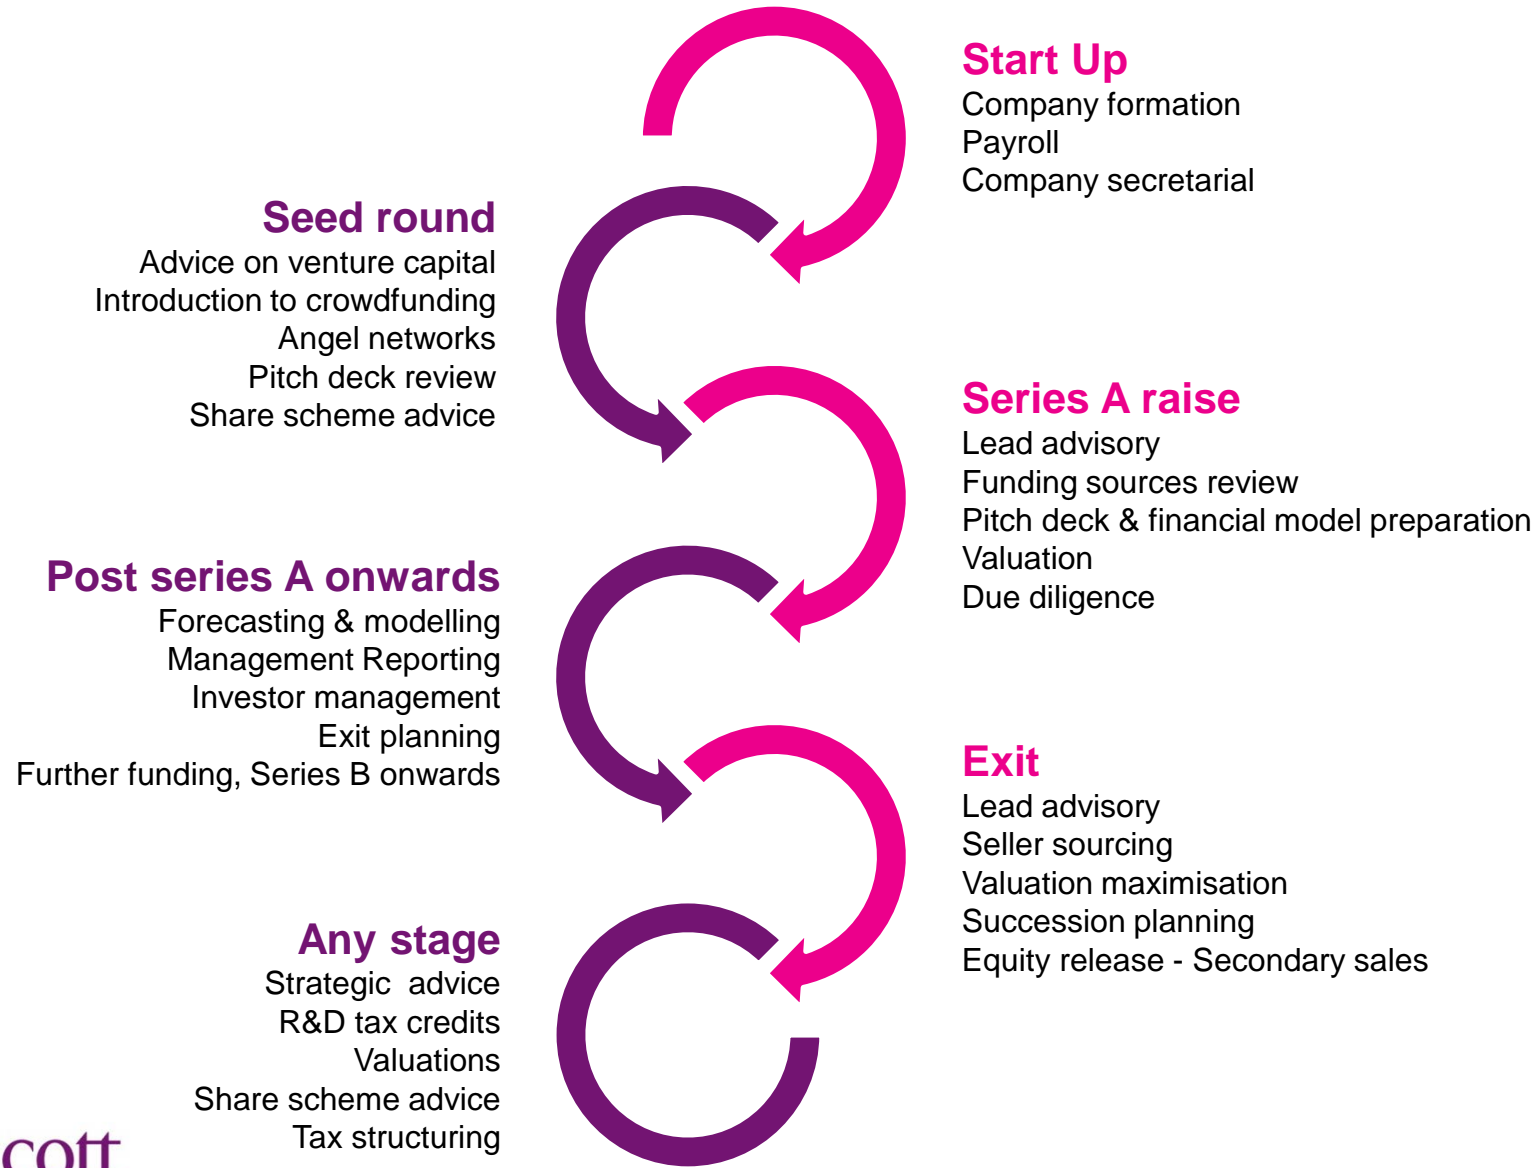 Start Up
Company formation
Payroll
Company secretarial
Seed round
Advice on venture capital
Introduction to crowdfunding
Angel networks
Pitch deck review
Share scheme advice
Series A raise
Lead advisory
Funding sources review
Pitch deck & financial model preparation
Valuation
Due diligence
Post series A onwards
Forecasting & modelling
Management Reporting
Investor management
Exit planning
Further funding, Series B onwards
Exit
Lead advisory
Seller sourcing
Valuation maximisation
Succession planning
Equity release - Secondary sales
Any stage
Strategic  advice
R&D tax credits
Valuations
Share scheme advice
Tax structuring
cott